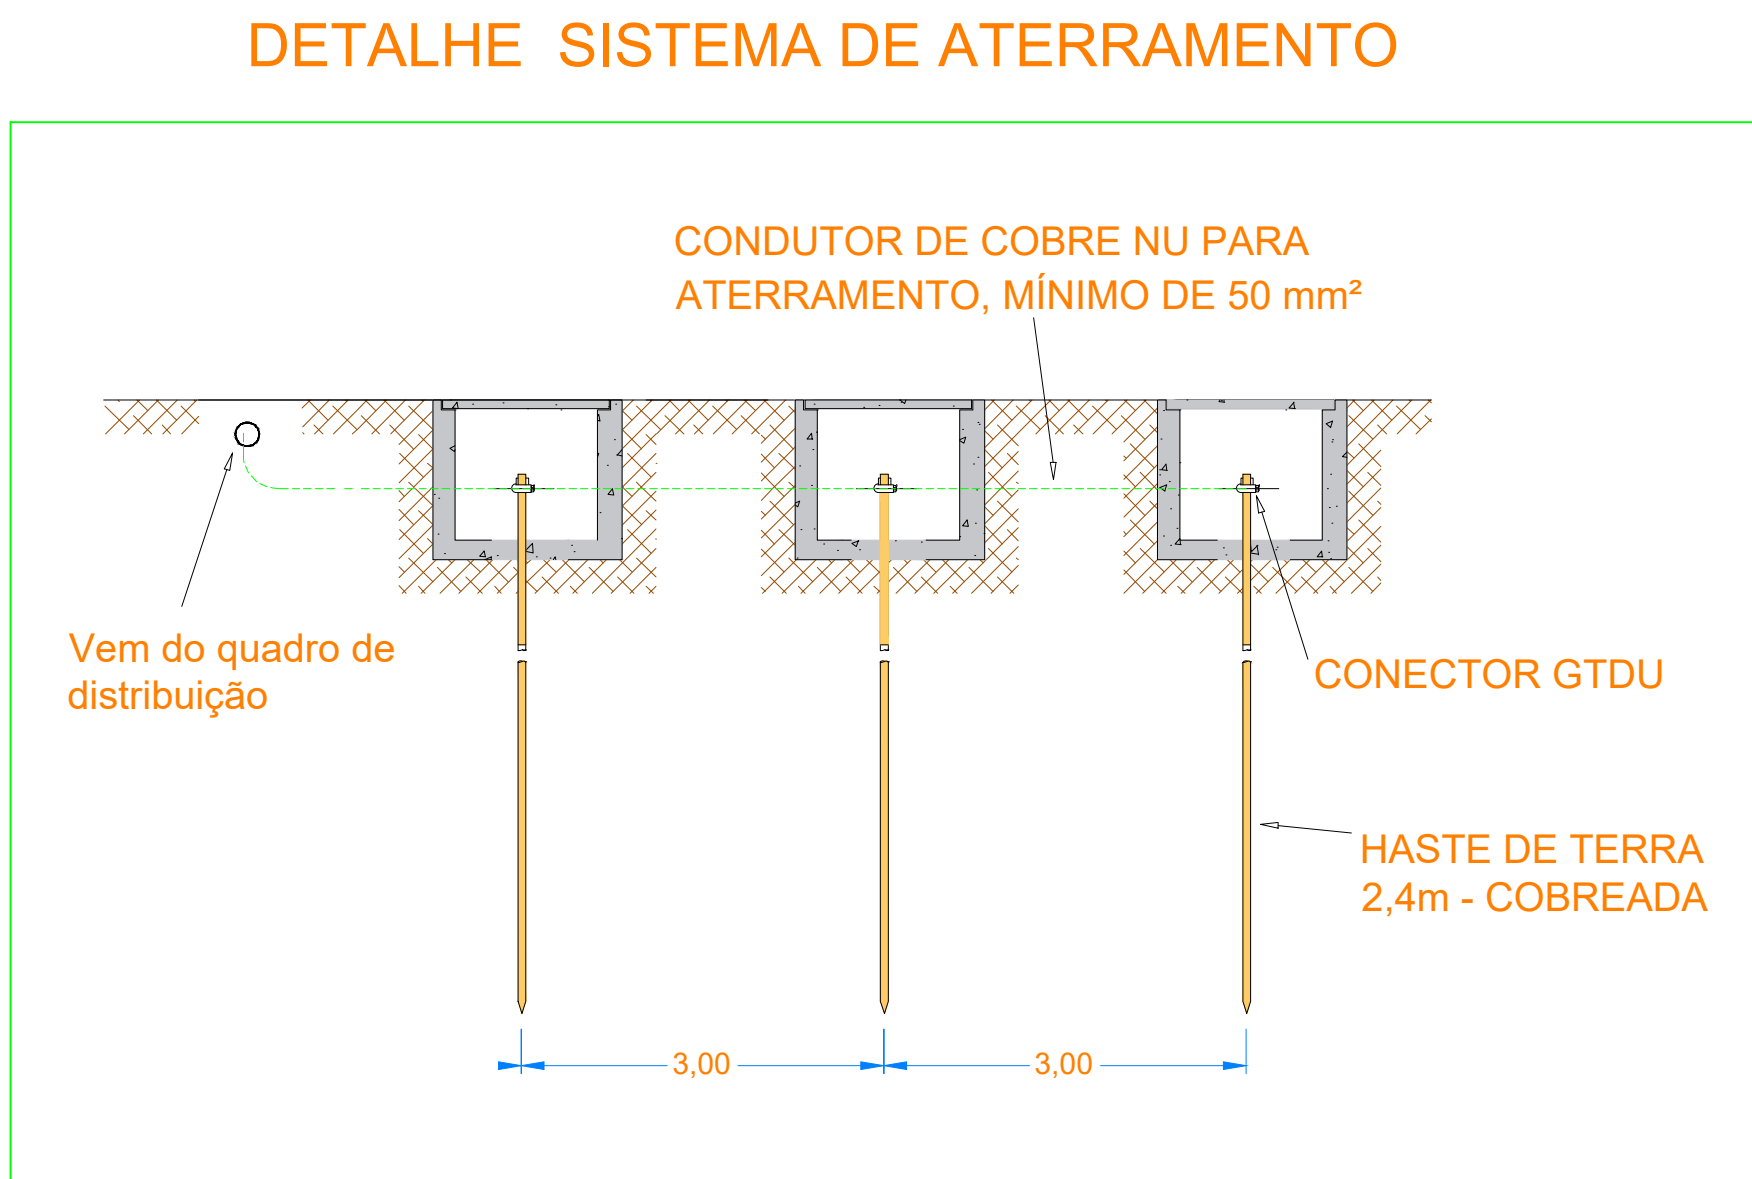 DETALHE SISTEMA DE ATERRAMENTO
CONDUTOR DE COBRE NU PARA
ATERRAMENTO, MÍNIMO DE 50 mm²
Vem do quadro de
distribuição
CONECTOR GTDU
HASTE DE TERRA
2,4m - COBREADA
3,00
3,00